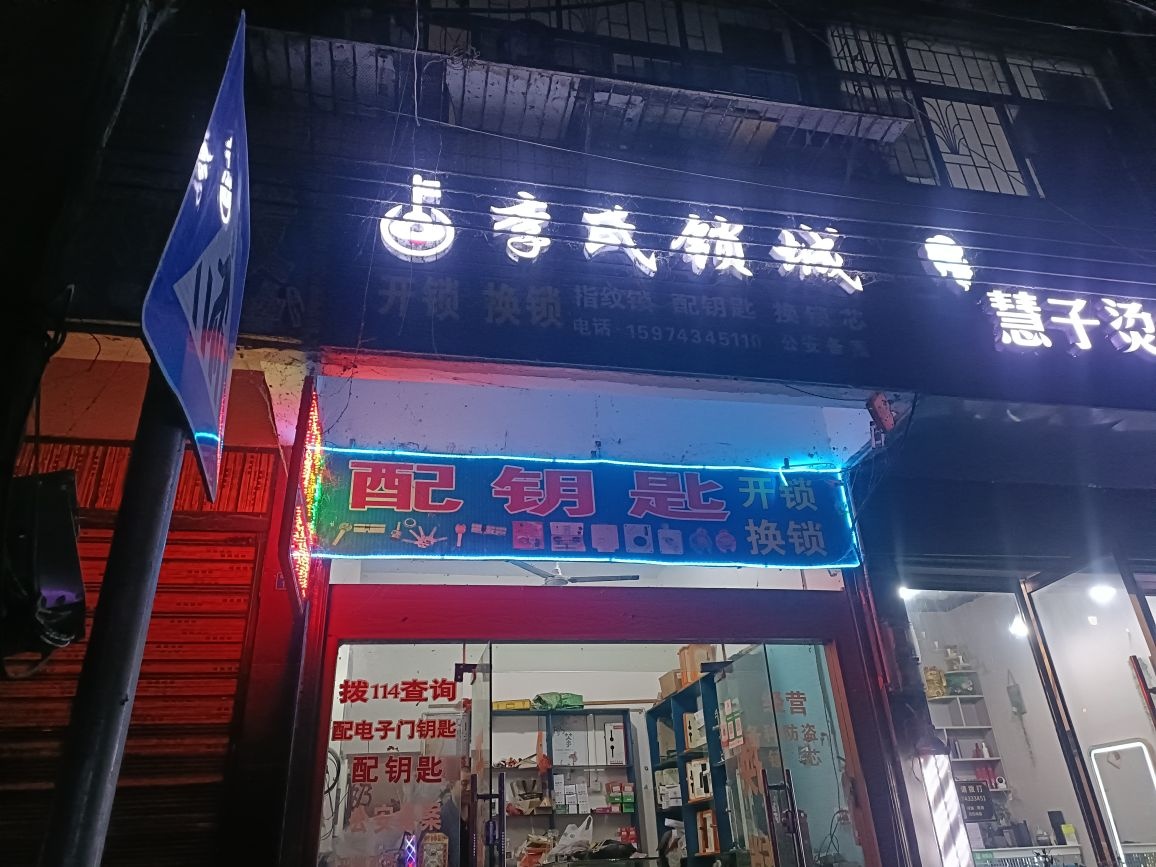 李氏锁城
开锁 换锁 指纹锁 配钥匙 换锁芯
电话：15974345110 公安备案
慧子烫
配钥匙 开锁
换锁
拨114查询
配电子门钥匙
配钥匙
经营
防盗
芯